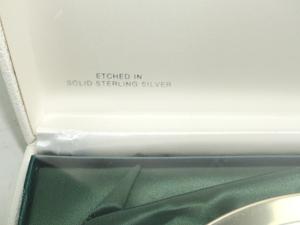 ETCHED IN
SOLID STERLING SILVER